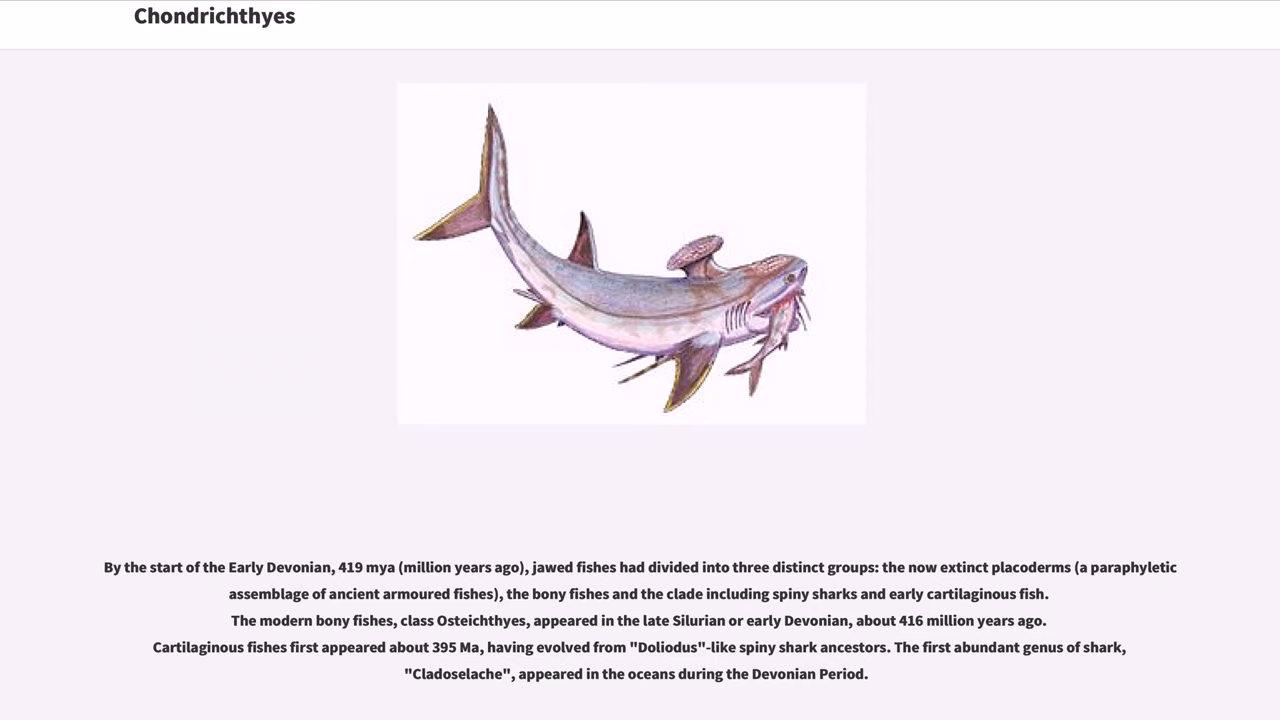 Chondrichthyes
By the start of the Early Devonian, 419 mya (million years ago), jawed fishes had divided into three distinct groups: the now extinct placoderms (a paraphyletic
assemblage of ancient armoured fishes), the bony fishes and the clade including spiny sharks and early cartilaginous fish.
The modern bony fishes, class Osteichthyes, appeared in the late Silurian or early Devonian, about 416 million years ago.
Cartilaginous fishes first appeared about 395 Ma, having evolved from "Doliodus"-like spiny shark ancestors. The first abundant genus of shark,
"Cladoselache", appeared in the oceans during the Devonian Period.